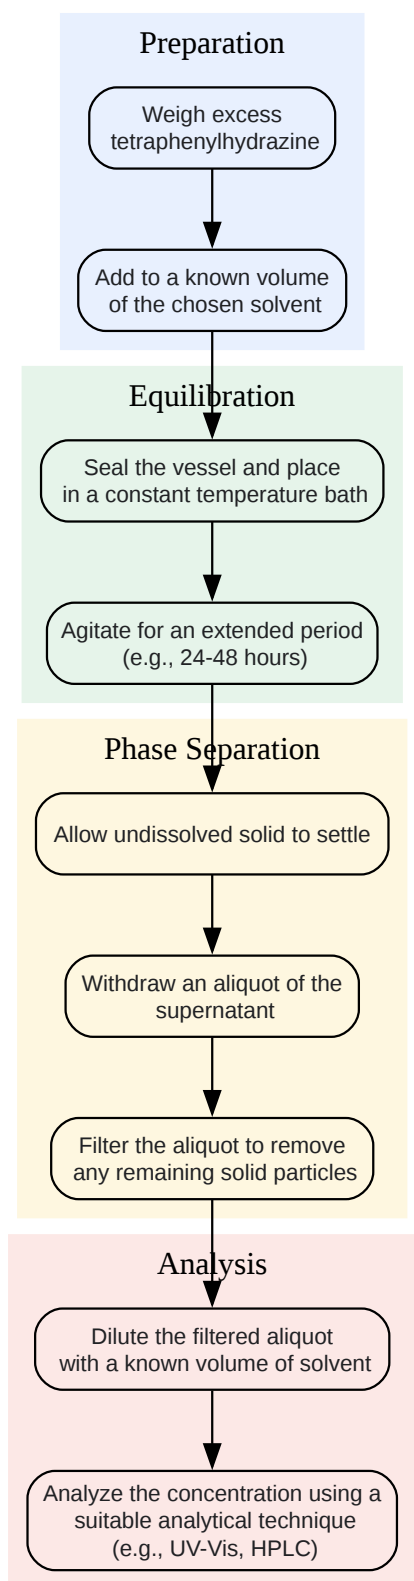 Preparation
Weigh excess
tetraphenylhydrazine
Add to a known volume
of the chosen solvent
Equilibration
Seal the vessel and place
in a constant temperature bath
Agitate for an extended period
(e.g., 24-48 hours)
Phase Separation
Allow undissolved solid to settle
Withdraw an aliquot of the
supernatant
Filter the aliquot to remove
any remaining solid particles
Analysis
Dilute the filtered aliquot
with a known volume of solvent
Analyze the concentration using a
suitable analytical technique
(e.g., UV-Vis, HPLC)